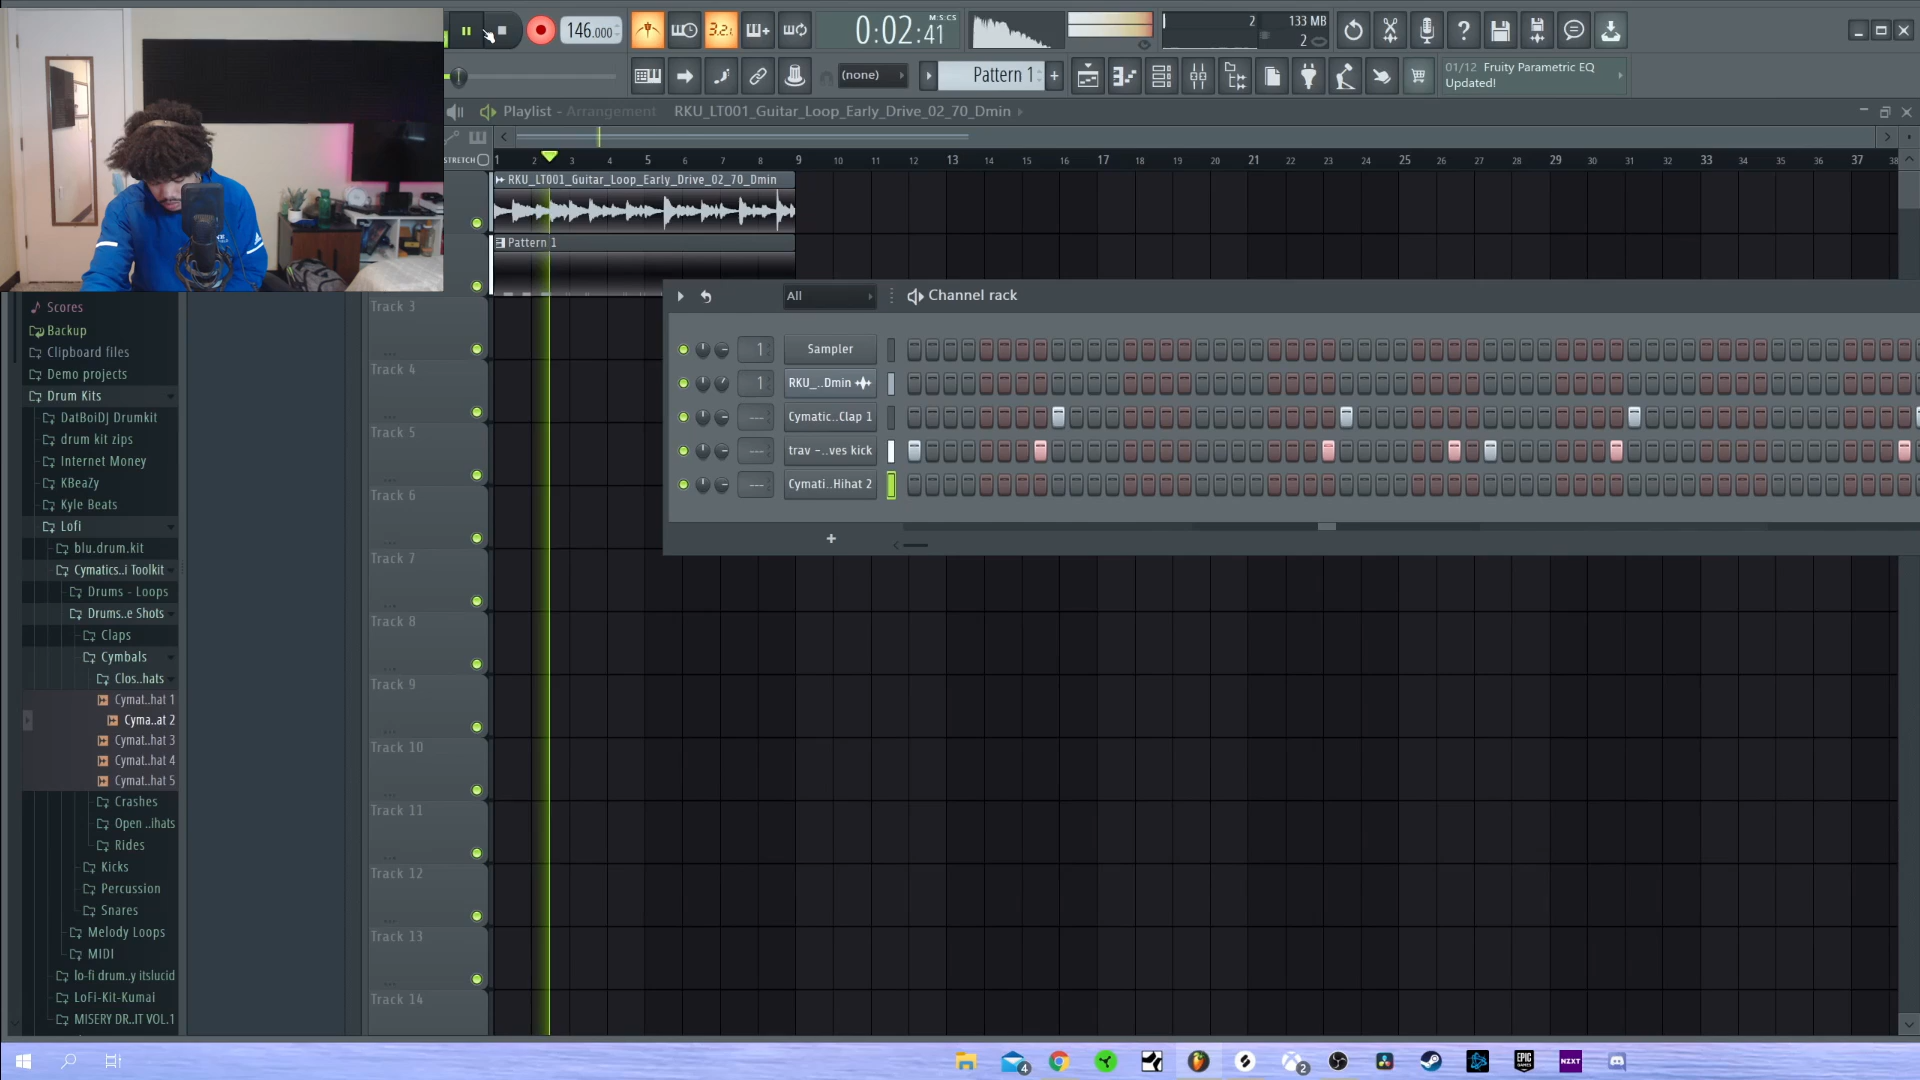 146.000
3.2.
0:02:41
M:S:CS
2
133 MB
2
(none)
Pattern 1
+
01/12 Fruity Parametric EQ
Updated!
Playlist - Arrangement
RKU_LT001_Guitar_Loop_Early_Drive_02_70_Dmin
STRETCH
1 2 3 4 5 6 7 8 9 10 11 12 13 14 15 16 17 18 19 20 21 22 23 24 25 26 27 28 29 30 31 32 33 34 35 36 37 38
RKU_LT001_Guitar_Loop_Early_Drive_02_70_Dmin
Pattern 1
Track 3
Track 4
Track 5
Track 6
Track 7
Track 8
Track 9
Track 10
Track 11
Track 12
Track 13
Track 14
All
Channel rack
1 Sampler
1 RKU_..Dmin
--- Cymatic..Clap 1
--- trav -..ves kick
--- Cymati..Hihat 2
+
Scores
Backup
Clipboard files
Demo projects
Drum Kits
DatBoiDJ Drumkit
drum kit zips
Internet Money
KBeaZy
Kyle Beats
Lofi
blu.drum.kit
Cymatics..i Toolkit
Drums - Loops
Drums..e Shots
Claps
Cymbals
Clos..hats
Cymat..hat 1
Cyma..at 2
Cymat..hat 3
Cymat..hat 4
Cymat..hat 5
Crashes
Open ..ihats
Rides
Kicks
Percussion
Snares
Melody Loops
MIDI
lo-fi drum..y itslucid
LoFi-Kit-Kumai
MISERY DR..IT VOL.1
4
2
EPIC GAMES
NZXT